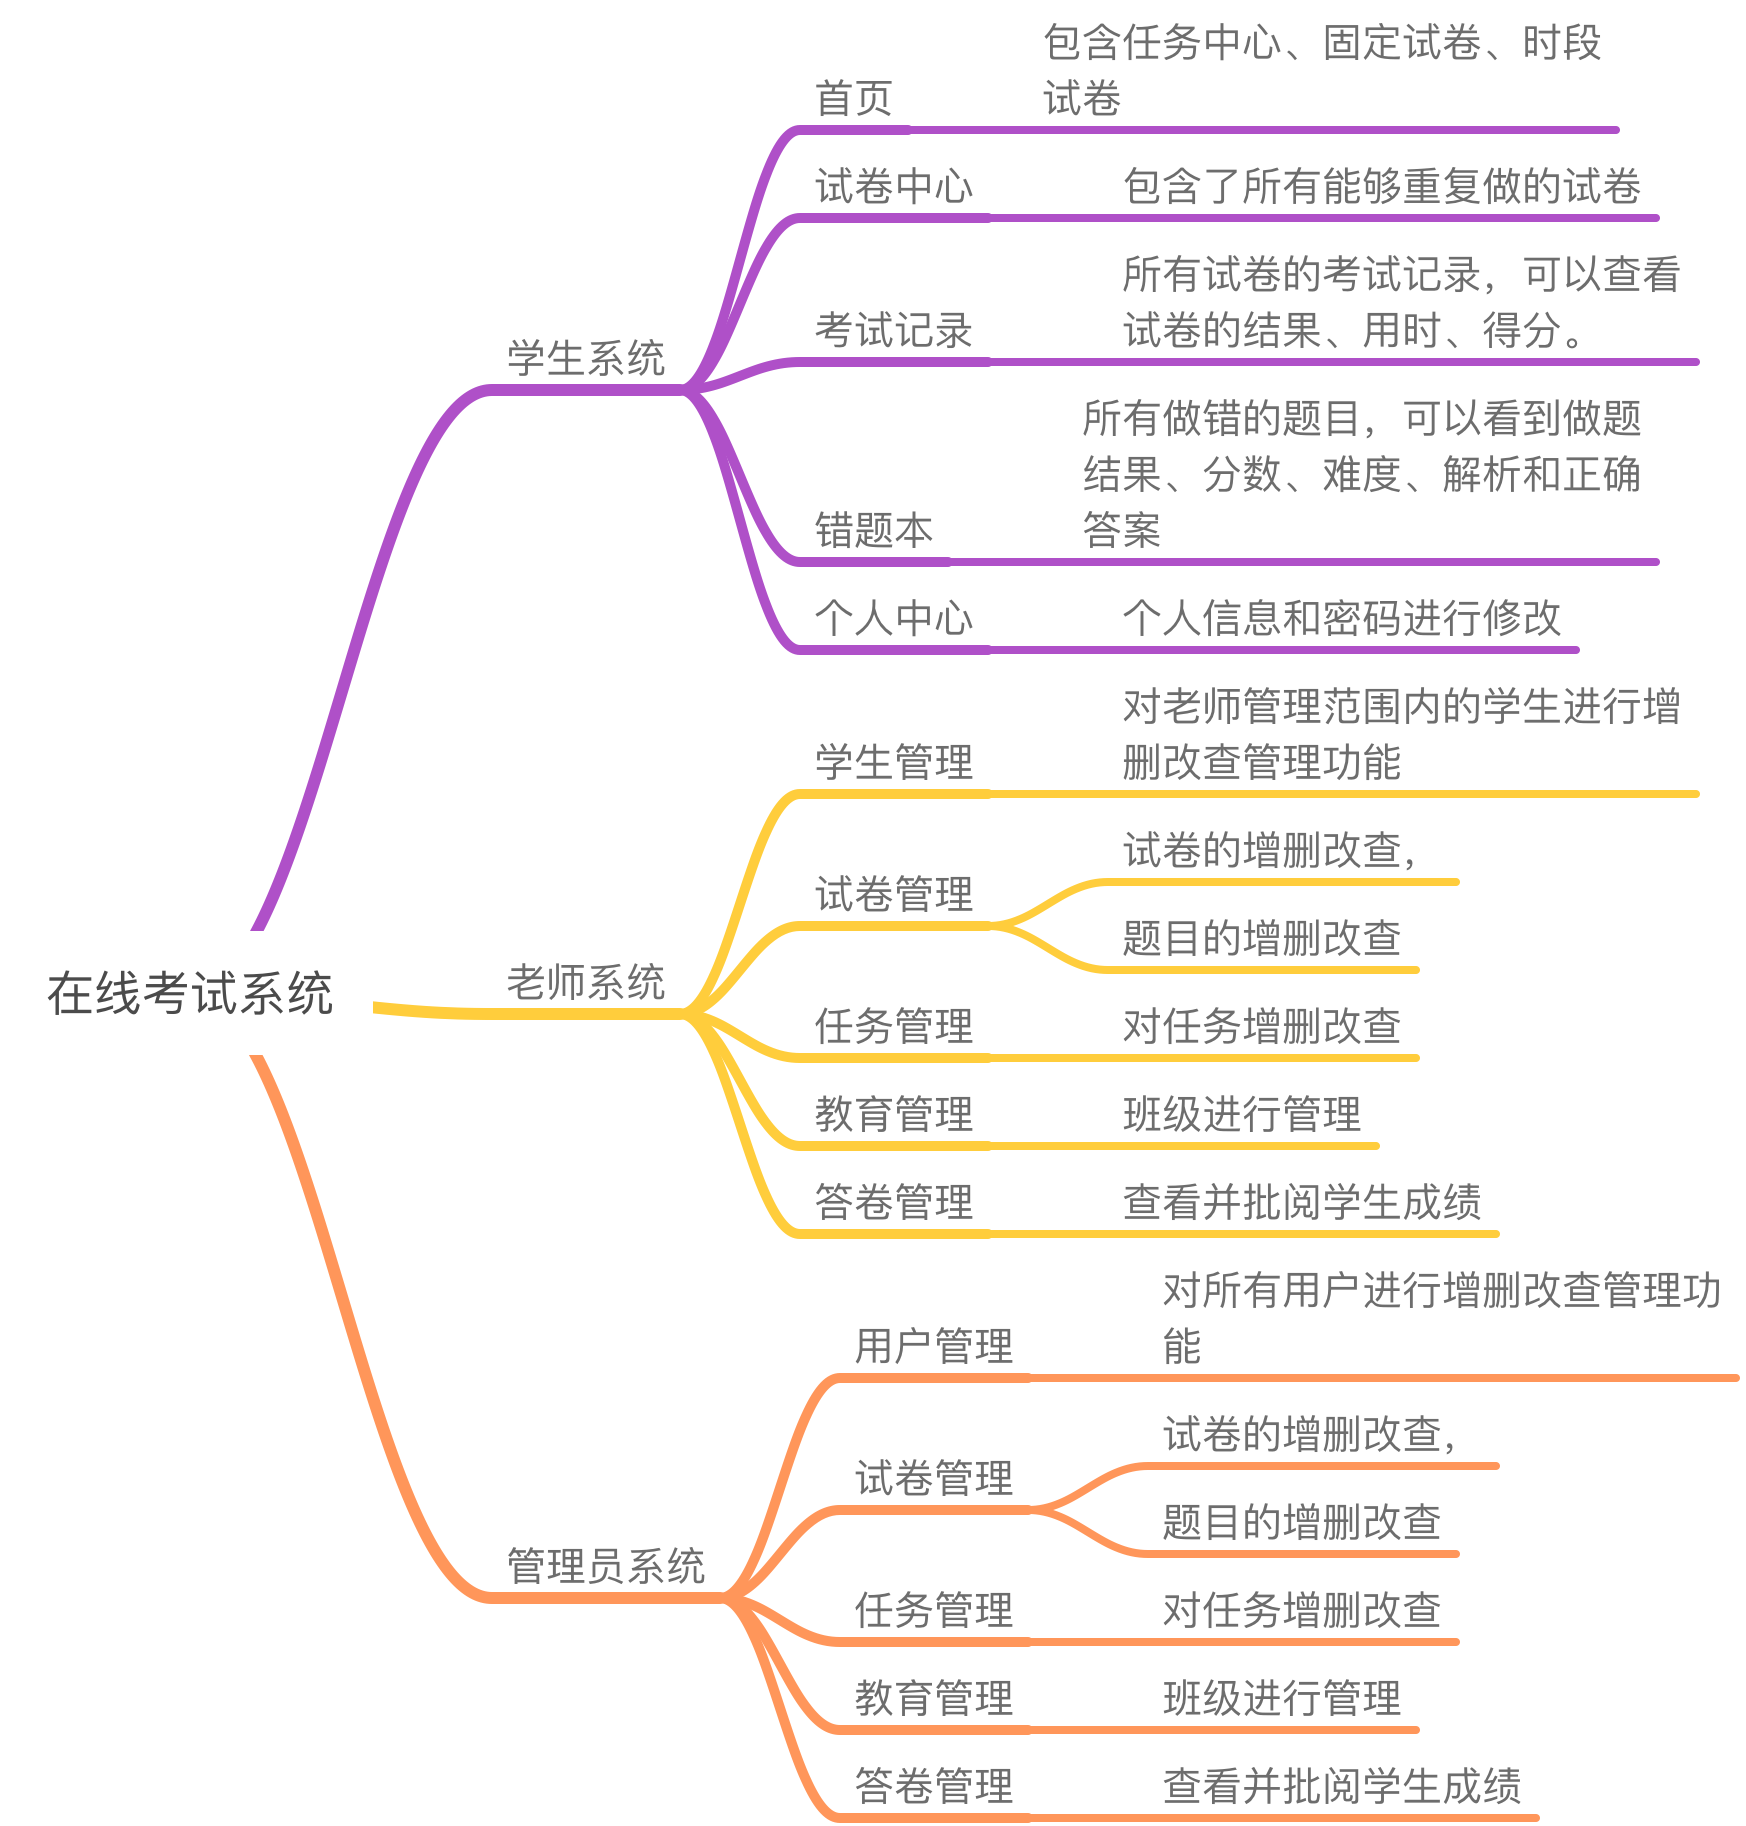 在线考试系统
学生系统
首页
包含任务中心、固定试卷、时段
试卷
试卷中心
包含了所有能够重复做的试卷
考试记录
所有试卷的考试记录，可以查看
试卷的结果、用时、得分。
错题本
所有做错的题目，可以看到做题
结果、分数、难度、解析和正确
答案
个人中心
个人信息和密码进行修改
老师系统
学生管理
对老师管理范围内的学生进行增
删改查管理功能
试卷管理
试卷的增删改查，
题目的增删改查
任务管理
对任务增删改查
教育管理
班级进行管理
答卷管理
查看并批阅学生成绩
管理员系统
用户管理
对所有用户进行增删改查管理功
能
试卷管理
试卷的增删改查，
题目的增删改查
任务管理
对任务增删改查
教育管理
班级进行管理
答卷管理
查看并批阅学生成绩